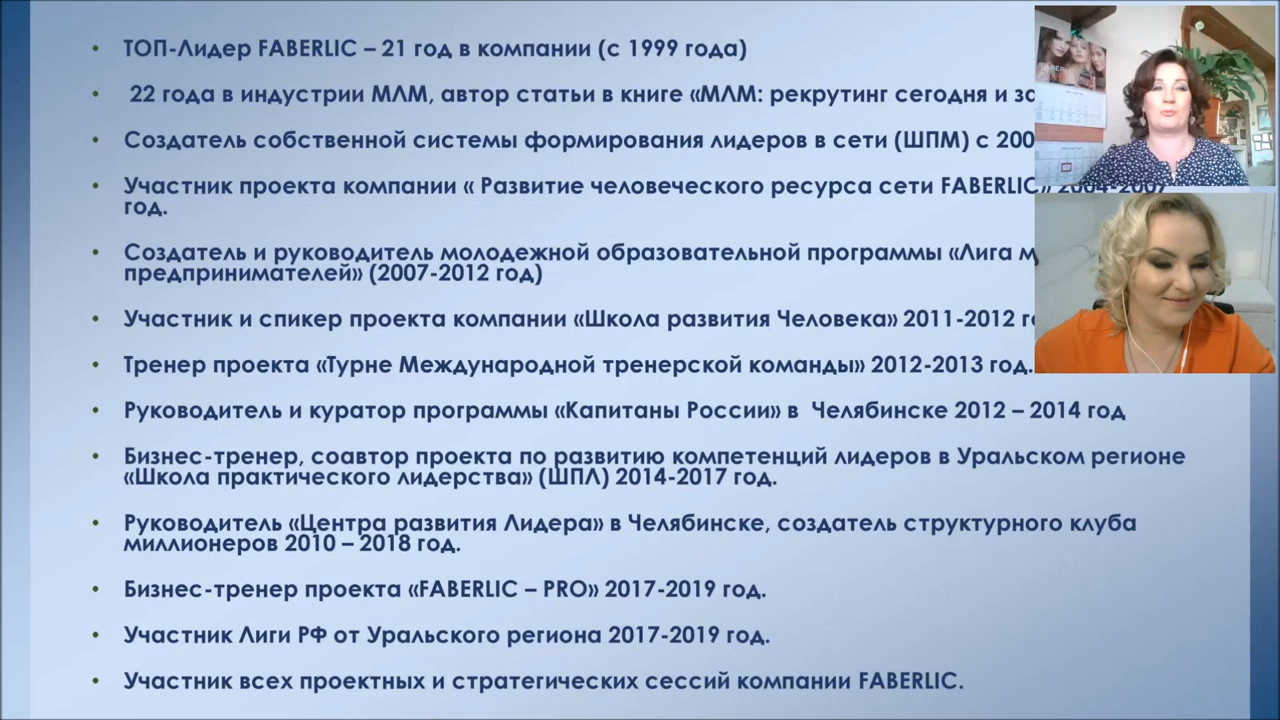 ТОП-Лидер FABERLIC – 21 год в компании (с 1999 года)
22 года в индустрии МЛМ, автор статьи в книге «МЛМ: рекрутинг сегодня и
Создатель собственной системы формирования лидеров в сети (ШПМ) с
Участник проекта компании « Развитие человеческого ресурса сети FABERLIC» 2004-2007
год.
Создатель и руководитель молодежной образовательной программы «Лига
предпринимателей» (2007-2012 год)
Участник и спикер проекта компании «Школа развития Человека» 2011-2012
Тренер проекта «Турне Международной тренерской команды» 2012-2013 год.
Руководитель и куратор программы «Капитаны России» в Челябинске 2012 – 2014 год
Бизнес-тренер, соавтор проекта по развитию компетенций лидеров в Уральском регионе
«Школа практического лидерства» (ШПЛ) 2014-2017 год.
Руководитель «Центра развития Лидера» в Челябинске, создатель структурного клуба
миллионеров 2010 – 2018 год.
Бизнес-тренер проекта «FABERLIC – PRO» 2017-2019 год.
Участник Лиги РФ от Уральского региона 2017-2019 год.
Участник всех проектных и стратегических сессий компании FABERLIC.